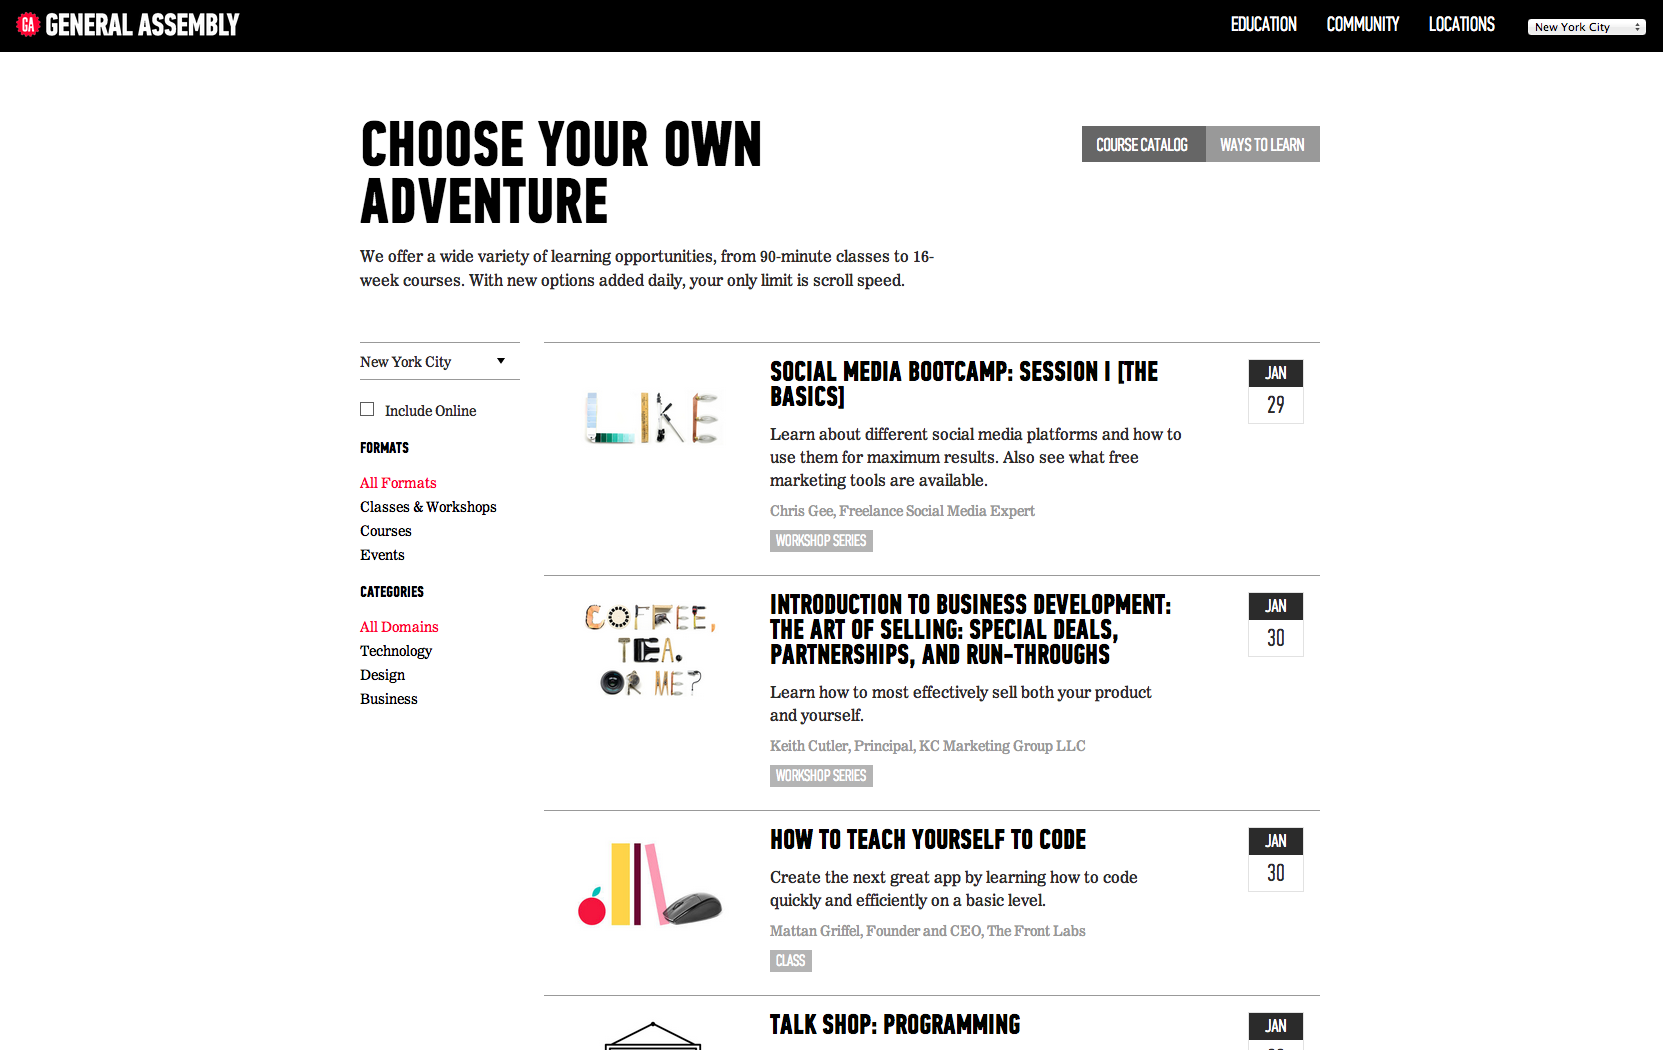 GA GENERAL ASSEMBLY
EDUCATION COMMUNITY LOCATIONS New York City
CHOOSE YOUR OWN
ADVENTURE
COURSE CATALOG WAYS TO LEARN
We offer a wide variety of learning opportunities, from 90-minute classes to 16-
week courses. With new options added daily, your only limit is scroll speed.
New York City
Include Online
FORMATS
All Formats
Classes & Workshops
Courses
Events
CATEGORIES
All Domains
Technology
Design
Business
LIKE
SOCIAL MEDIA BOOTCAMP: SESSION I [THE
BASICS]
Learn about different social media platforms and how to
use them for maximum results. Also see what free
marketing tools are available.
Chris Gee, Freelance Social Media Expert
WORKSHOP SERIES
JAN
29
COFFEE,
TEA.
OR ME?
INTRODUCTION TO BUSINESS DEVELOPMENT:
THE ART OF SELLING: SPECIAL DEALS,
PARTNERSHIPS, AND RUN-THROUGHS
Learn how to most effectively sell both your product
and yourself.
Keith Cutler, Principal, KC Marketing Group LLC
WORKSHOP SERIES
JAN
30
HOW TO TEACH YOURSELF TO CODE
Create the next great app by learning how to code
quickly and efficiently on a basic level.
Mattan Griffel, Founder and CEO, The Front Labs
CLASS
JAN
30
TALK SHOP: PROGRAMMING
JAN